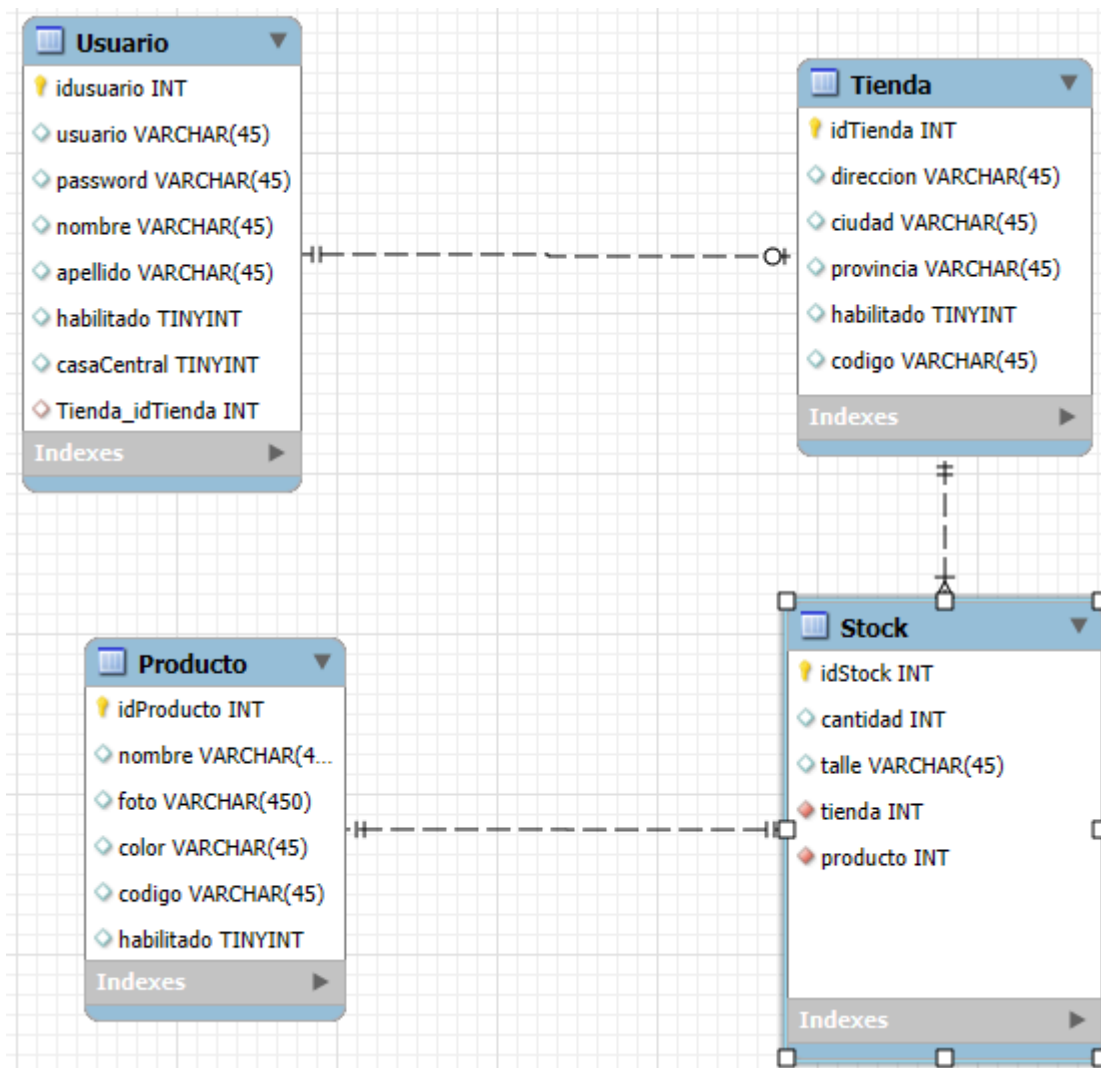 Usuario
idusuario INT
usuario VARCHAR(45)
password VARCHAR(45)
nombre VARCHAR(45)
apellido VARCHAR(45)
habilitado TINYINT
casaCentral TINYINT
Tienda_idTienda INT
Indexes
Tienda
idTienda INT
direccion VARCHAR(45)
ciudad VARCHAR(45)
provincia VARCHAR(45)
habilitado TINYINT
codigo VARCHAR(45)
Indexes
Producto
idProducto INT
nombre VARCHAR(4...
foto VARCHAR(450)
color VARCHAR(45)
codigo VARCHAR(45)
habilitado TINYINT
Indexes
Stock
idStock INT
cantidad INT
talle VARCHAR(45)
tienda INT
producto INT
Indexes